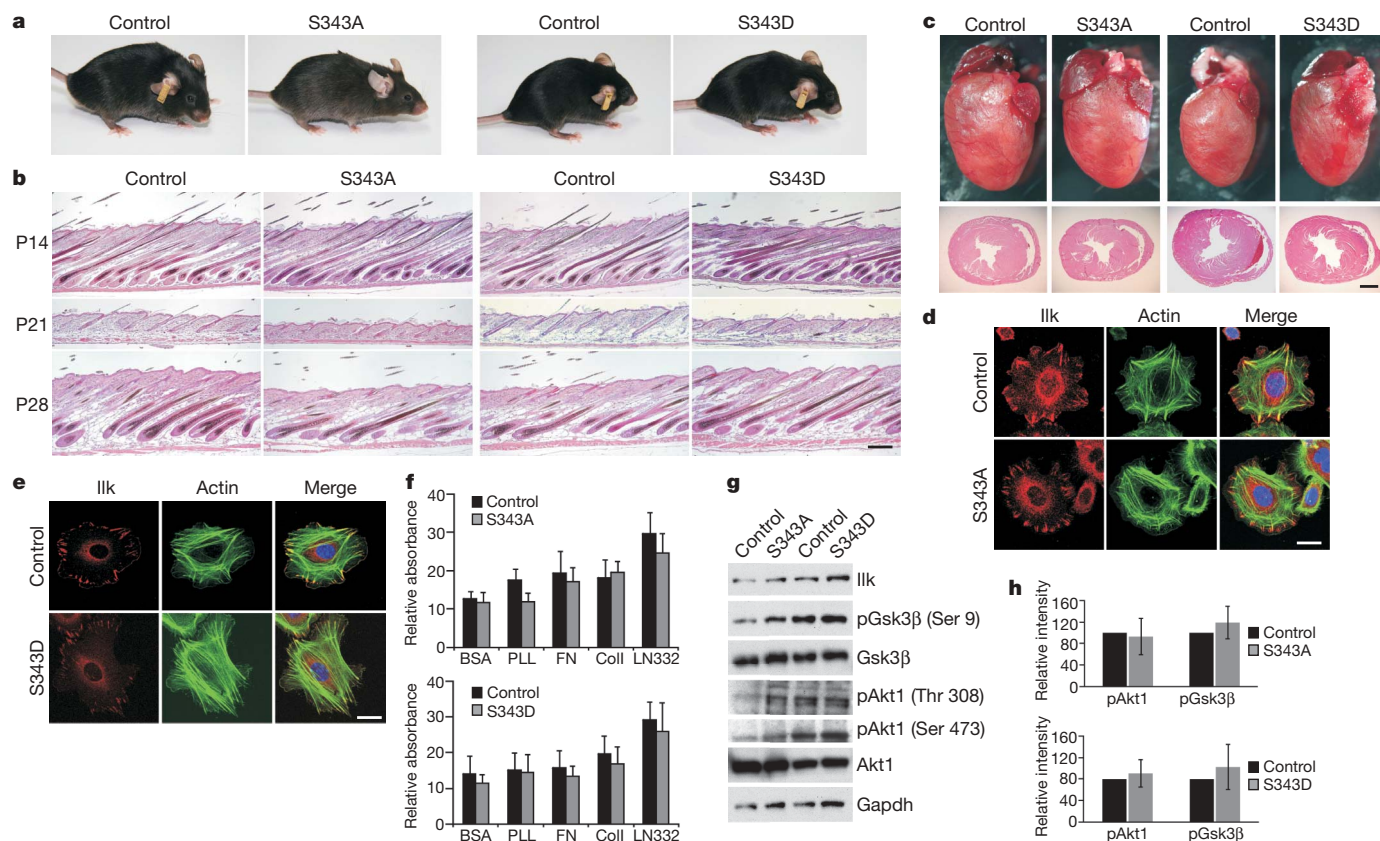 a
Control S343A Control S343D
b
Control S343A Control S343D
P14
P21
P28
c
Control S343A Control S343D
d
Ilk Actin Merge
Control
S343A
e
Ilk Actin Merge
Control
S343D
f
Relative absorbance
40
30
20
10
0
Control
S343A
BSA PLL FN Coll LN332
Relative absorbance
40
30
20
10
0
Control
S343D
BSA PLL FN Coll LN332
g
Control S343A Control S343D
Ilk
pGsk3β (Ser 9)
Gsk3β
pAkt1 (Thr 308)
pAkt1 (Ser 473)
Akt1
Gapdh
h
Relative intensity
160
120
80
40
0
Control
S343A
pAkt1 pGsk3β
Relative intensity
160
120
80
40
0
Control
S343D
pAkt1 pGsk3β